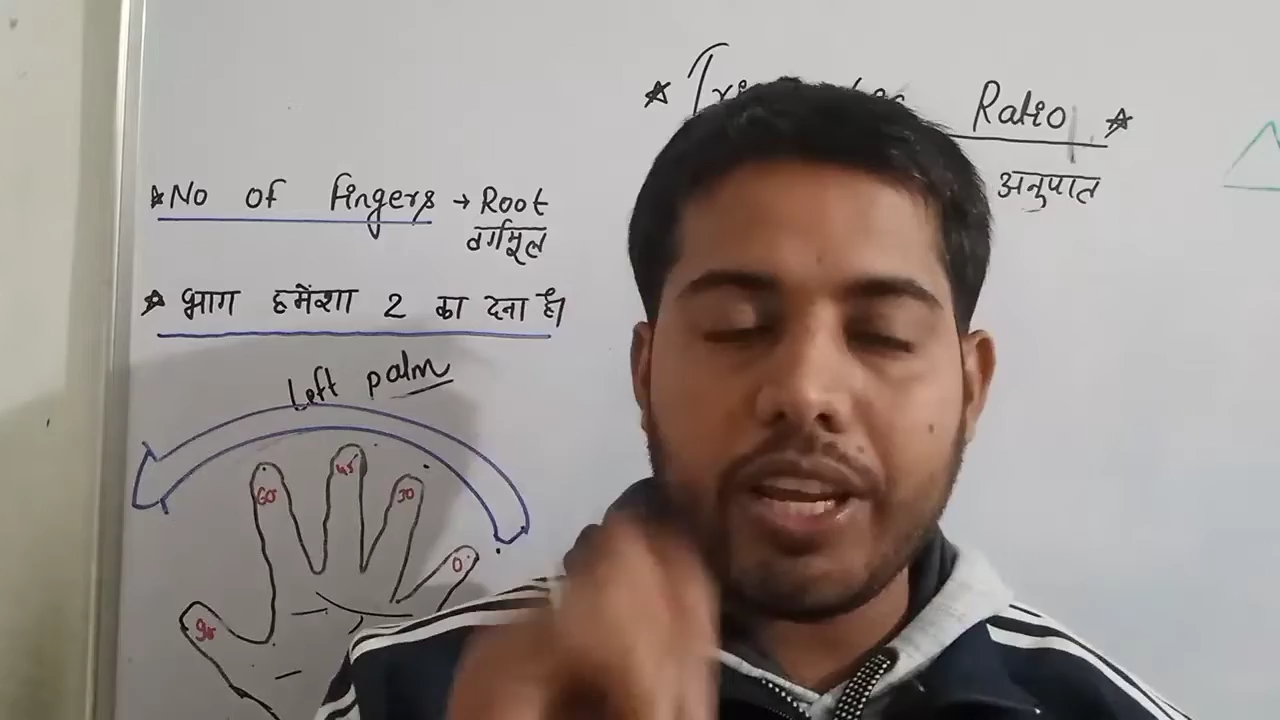 Ratio
अनुपात
No of fingers → Root
वर्गमूल
भाग हमेंशा 2 का देना है।
Left palm
60°
45
30
0°
90